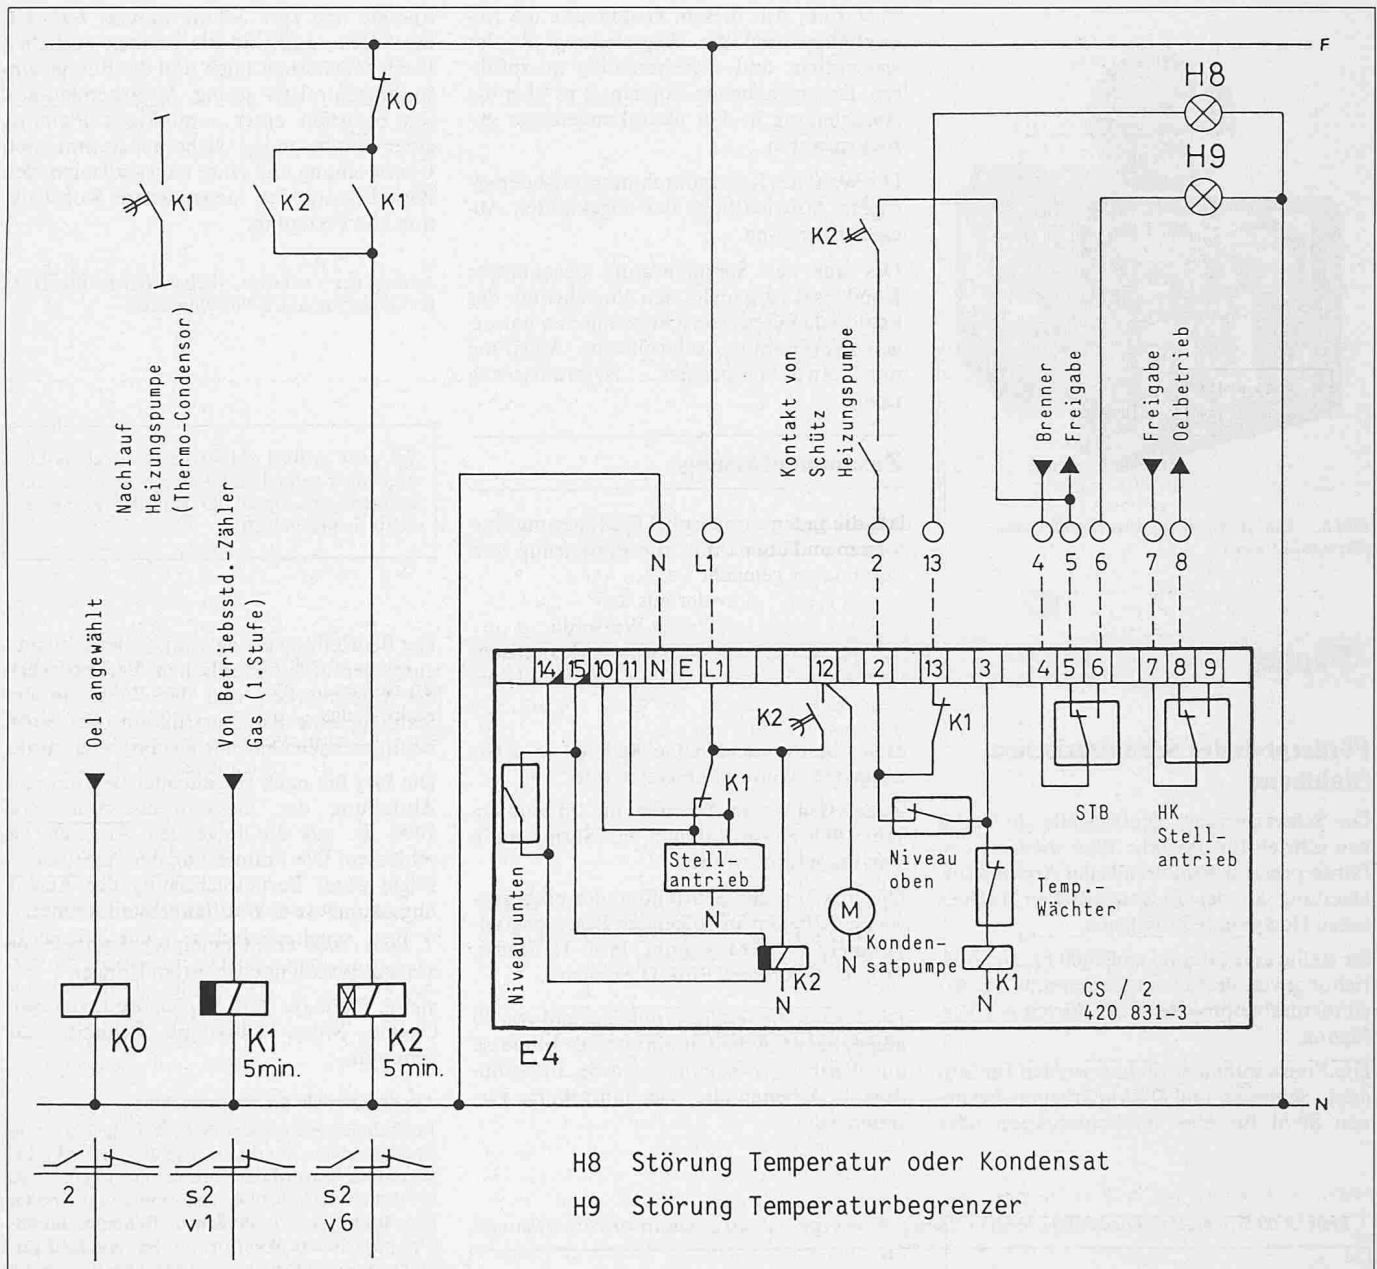 F
H8
K0
H9
K1
K2
K1
K2
Nachlauf
Heizungspumpe
(Thermo-Condensor)
Kontakt von
Schütz
Heizungspumpe
Brenner
Freigabe
Freigabe
Oelbetrieb
Oel angewählt
Von Betriebsstd.-Zähler
Gas (1.Stufe)
N L1 2 13 4 5 6 7 8
14 15 10 11 N E L1 12 2 13 3 4 5 6 7 8 9
K2
K1
K1
Niveau unten
Stell-
antrieb
N
Niveau
oben
STB
HK
Stell-
antrieb
Temp.-
Wächter
M
N
Konden-
satpumpe
K2
N
K1
N
CS / 2
420 831-3
E4
K0
K1
5min.
K2
5min.
N
2
s2
v1
s2
v6
H8 Störung Temperatur oder Kondensat
H9 Störung Temperaturbegrenzer